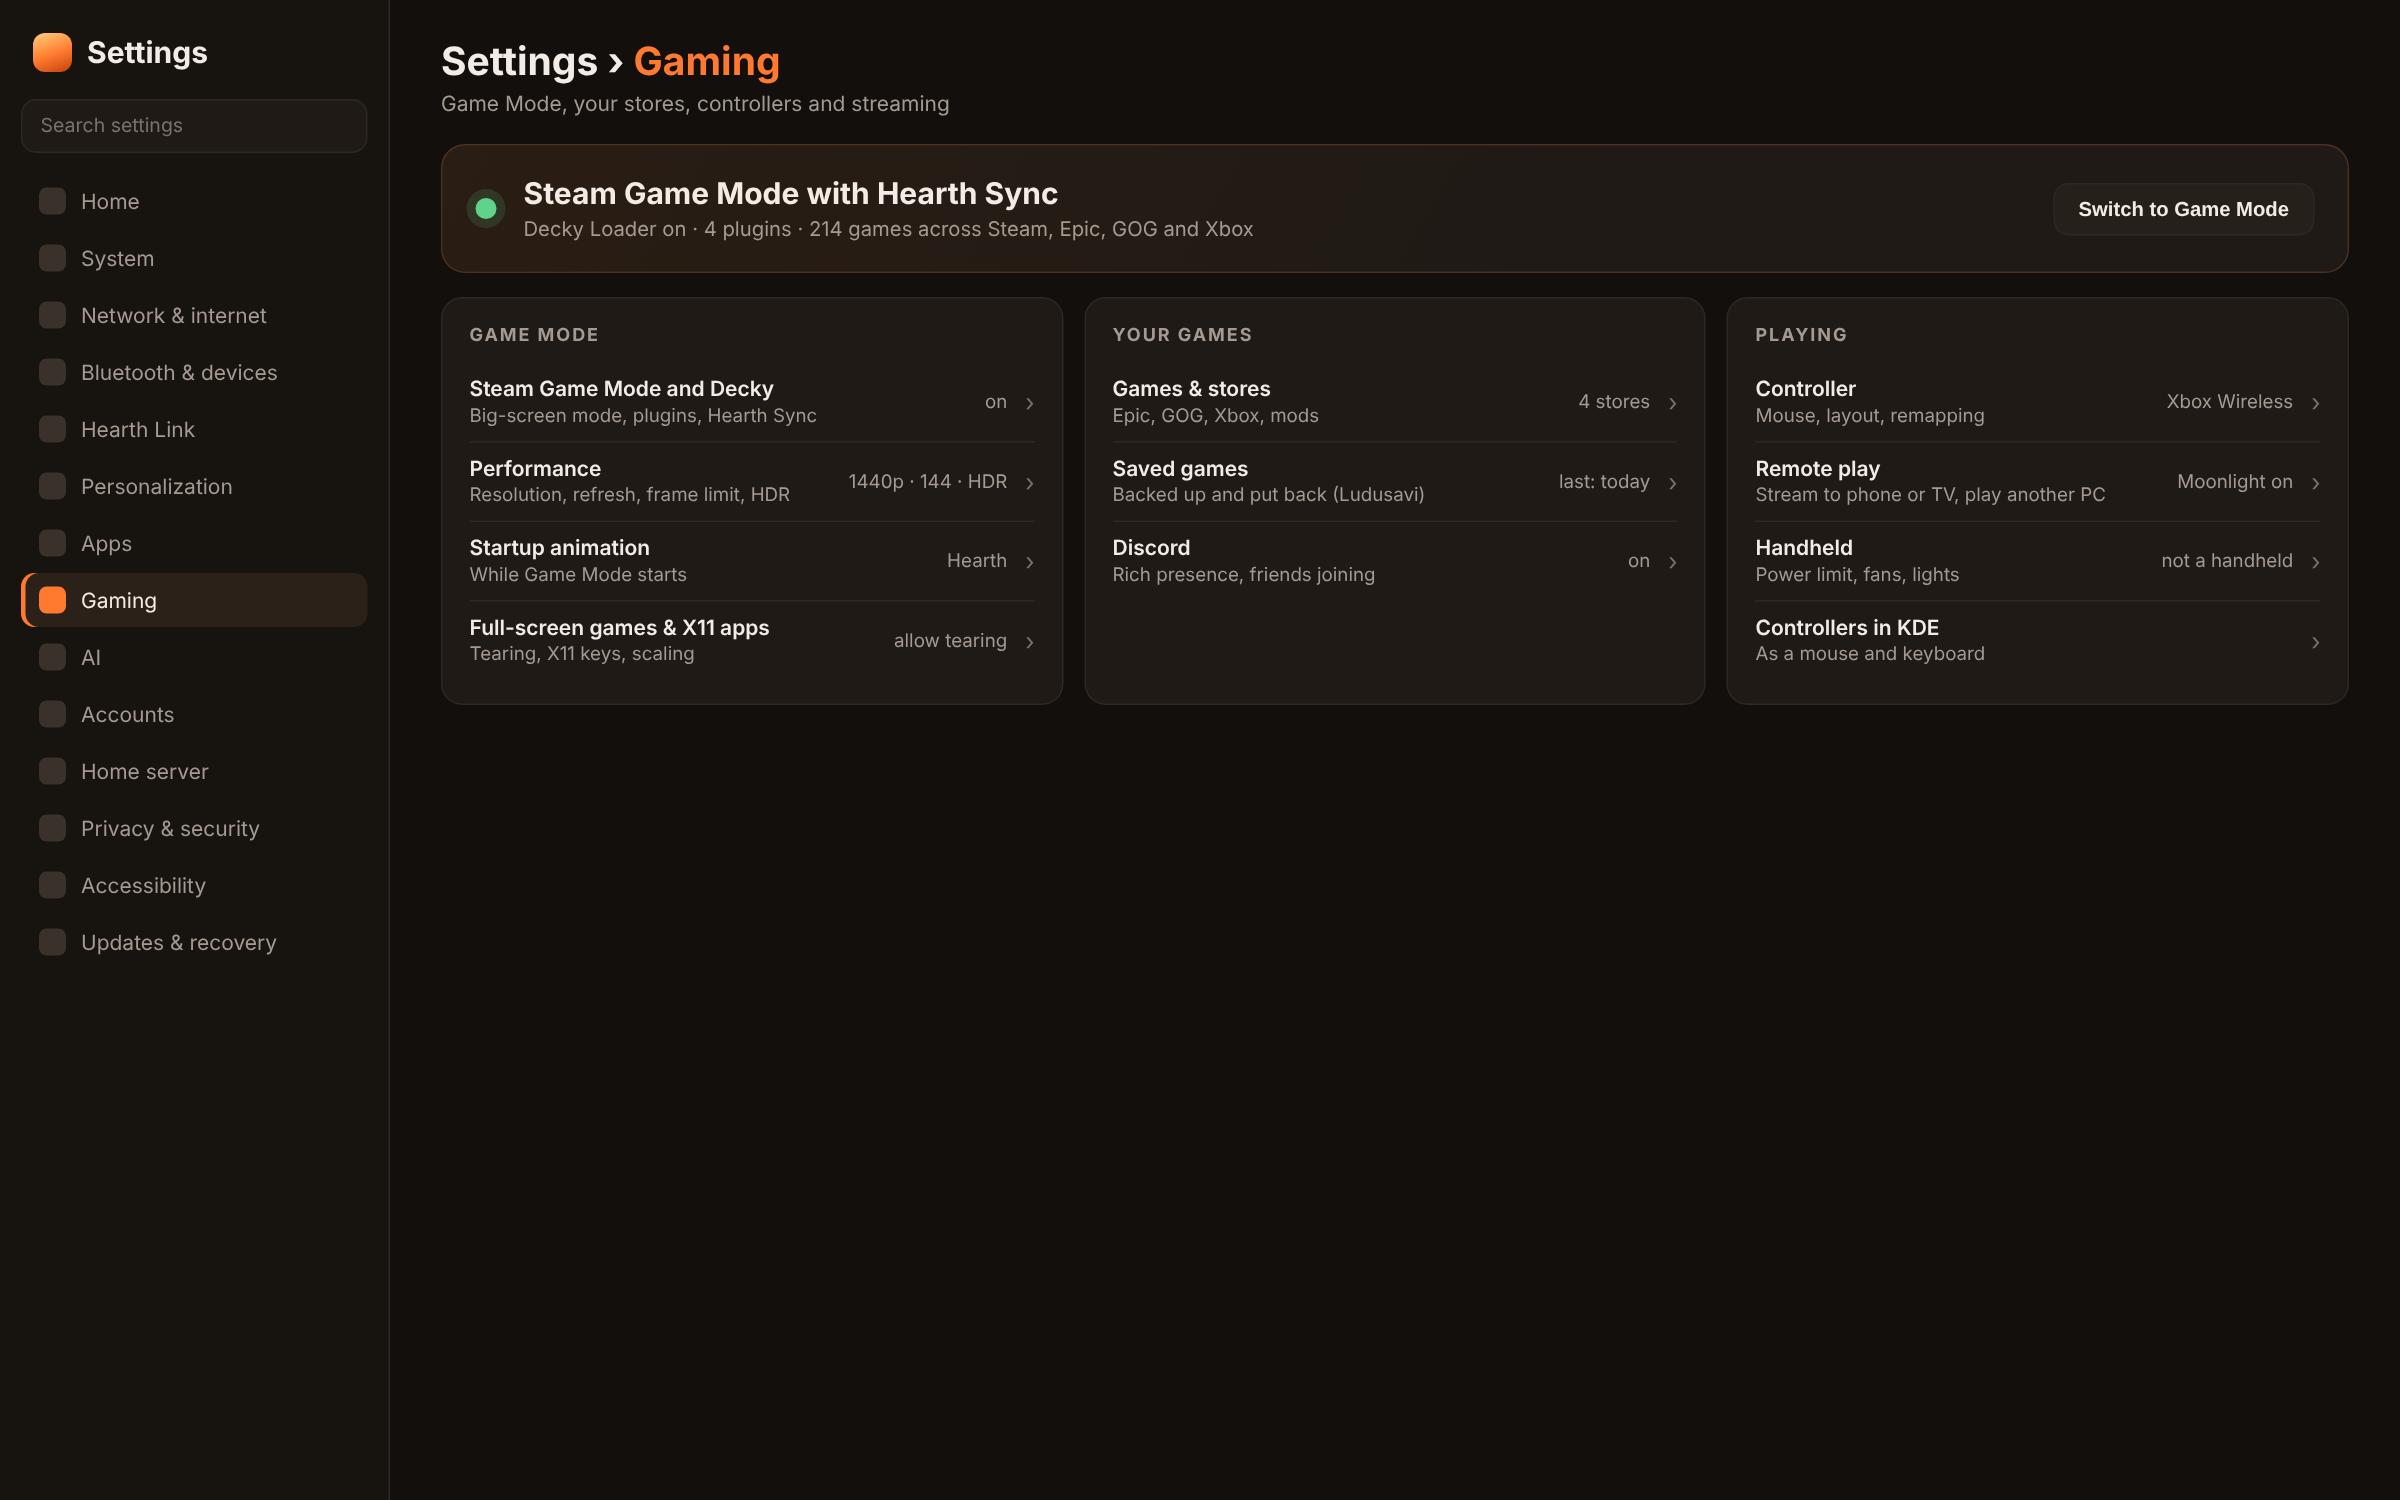 Settings
Search settings
Home
System
Network & internet
Bluetooth & devices
Hearth Link
Personalization
Apps
Gaming
AI
Accounts
Home server
Privacy & security
Accessibility
Updates & recovery
Settings › Gaming
Game Mode, your stores, controllers and streaming
Steam Game Mode with Hearth Sync
Decky Loader on · 4 plugins · 214 games across Steam, Epic, GOG and Xbox
Switch to Game Mode
GAME MODE
Steam Game Mode and Decky
Big-screen mode, plugins, Hearth Sync
on ›
Performance
Resolution, refresh, frame limit, HDR
1440p · 144 · HDR ›
Startup animation
While Game Mode starts
Hearth ›
Full-screen games & X11 apps
Tearing, X11 keys, scaling
allow tearing ›
YOUR GAMES
Games & stores
Epic, GOG, Xbox, mods
4 stores ›
Saved games
Backed up and put back (Ludusavi)
last: today ›
Discord
Rich presence, friends joining
on ›
PLAYING
Controller
Mouse, layout, remapping
Xbox Wireless ›
Remote play
Stream to phone or TV, play another PC
Moonlight on ›
Handheld
Power limit, fans, lights
not a handheld ›
Controllers in KDE
As a mouse and keyboard
›